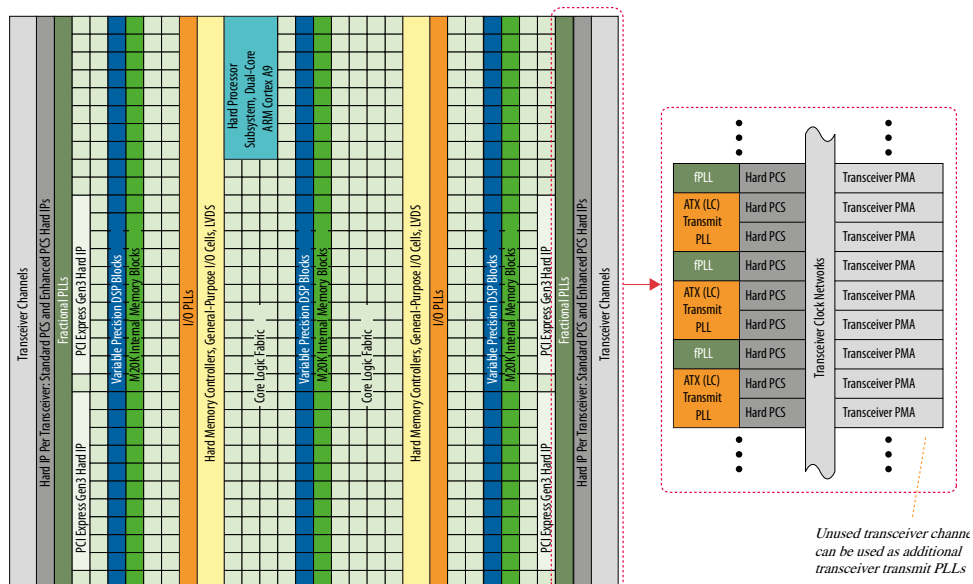 Transceiver Channels
Hard IP Per Transceiver: Standard PCS and Enhanced PCS Hard IPs
Fractional PLLs
PCI Express Gen3 Hard IP
PCI Express Gen3 Hard IP
Variable Precision DSP Blocks
M20K Internal Memory Blocks
I/O PLLs
Hard Memory Controllers, General-Purpose I/O Cells, LVDS
Hard Processor
Subsystem, Dual-Core
ARM Cortex A9
Core Logic Fabric
Variable Precision DSP Blocks
M20K Internal Memory Blocks
Core Logic Fabric
Hard Memory Controllers, General-Purpose I/O Cells, LVDS
I/O PLLs
Variable Precision DSP Blocks
M20K Internal Memory Blocks
PCI Express Gen3 Hard IP
PCI Express Gen3 Hard IP
Fractional PLLs
Hard IP Per Transceiver: Standard PCS and Enhanced PCS Hard IPs
Transceiver Channels
fPLL
Hard PCS
Transceiver PMA
ATX (LC)
Transmit
PLL
Hard PCS
Transceiver PMA
Hard PCS
Transceiver PMA
fPLL
Hard PCS
Transceiver PMA
ATX (LC)
Transmit
PLL
Hard PCS
Transceiver PMA
Hard PCS
Transceiver PMA
fPLL
Hard PCS
Transceiver PMA
ATX (LC)
Transmit
PLL
Hard PCS
Transceiver PMA
Hard PCS
Transceiver PMA
Transceiver Clock Networks
Unused transceiver channe
can be used as additional
transceiver transmit PLLs